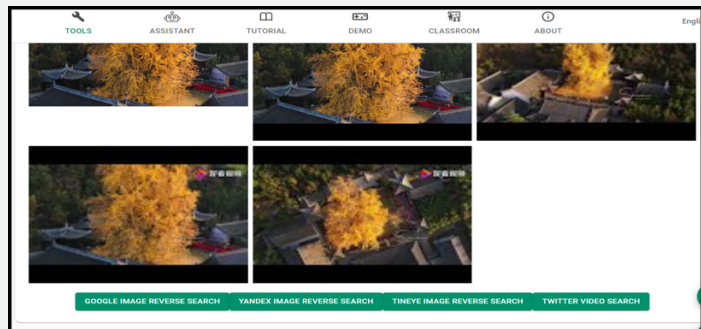 TOOLS
ASSISTANT
TUTORIAL
DEMO
CLASSROOM
ABOUT
Engli
GOOGLE IMAGE REVERSE SEARCH
YANDEX IMAGE REVERSE SEARCH
TINEYE IMAGE REVERSE SEARCH
TWITTER VIDEO SEARCH